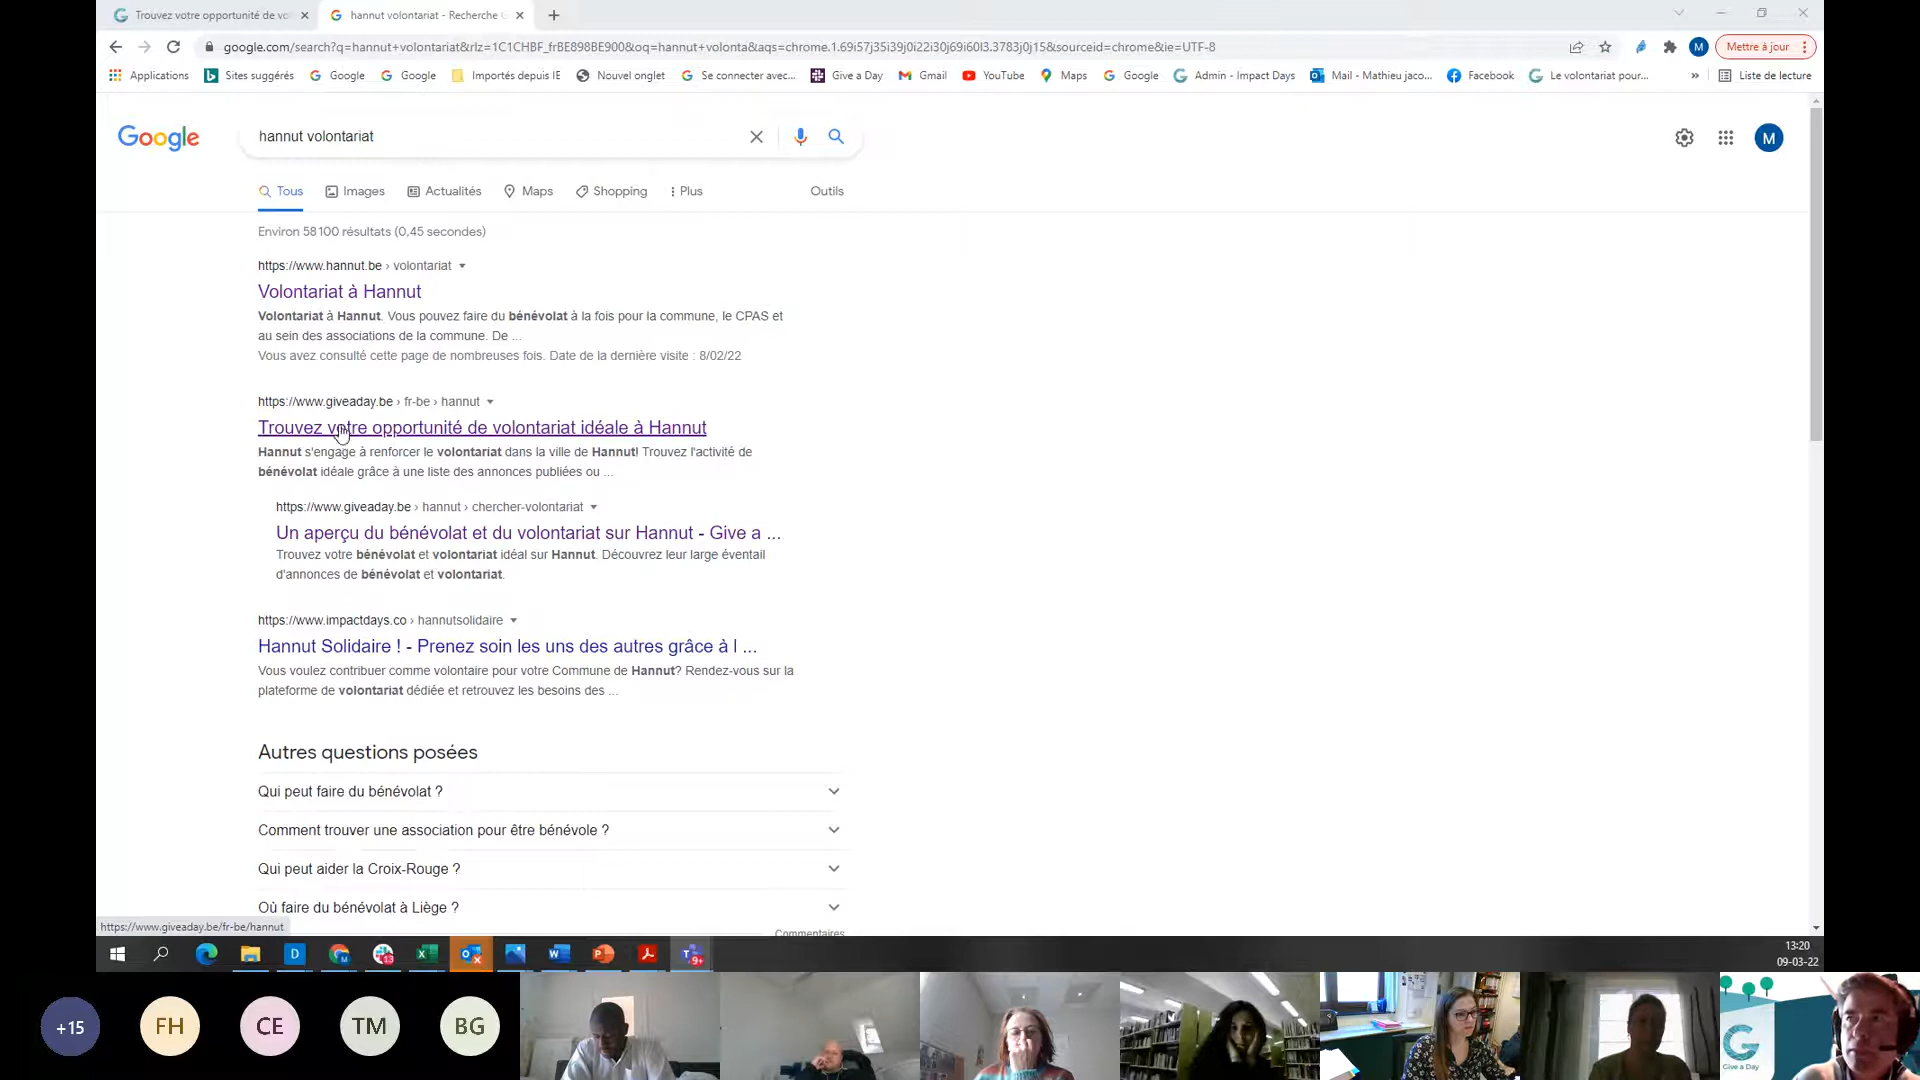 Trouvez votre opportunité de vo
hannut volontariat - Recherche G
google.com/search?q=hannut+volontariat&rlz=1C1CHBF_frBE898BE900&oq=hannut+volonta&aqs=chrome.1.69i57j35i39j0i22i30j69i60l3.3783j0j15&sourceid=chrome&ie=UTF-8
M
Mettre à jour
Applications
Sites suggérés
Google
Google
Importés depuis IE
Nouvel onglet
Se connecter avec...
Give a Day
Gmail
YouTube
Maps
Google
Admin - Impact Days
Mail - Mathieu jaco...
Facebook
Le volontariat pour...
»
Liste de lecture
Google
hannut volontariat
M
Tous
Images
Actualités
Maps
Shopping
Plus
Outils
Environ 58 100 résultats (0,45 secondes)
https://www.hannut.be › volontariat
Volontariat à Hannut
Volontariat à Hannut. Vous pouvez faire du bénévolat à la fois pour la commune, le CPAS et
au sein des associations de la commune. De ...
Vous avez consulté cette page de nombreuses fois. Date de la dernière visite : 8/02/22
https://www.giveaday.be › fr-be › hannut
Trouvez votre opportunité de volontariat idéale à Hannut
Hannut s'engage à renforcer le volontariat dans la ville de Hannut! Trouvez l'activité de
bénévolat idéale grâce à une liste des annonces publiées ou ...
https://www.giveaday.be › hannut › chercher-volontariat
Un aperçu du bénévolat et du volontariat sur Hannut - Give a ...
Trouvez votre bénévolat et volontariat idéal sur Hannut. Découvrez leur large éventail
d'annonces de bénévolat et volontariat.
https://www.impactdays.co › hannutsolidaire
Hannut Solidaire ! - Prenez soin les uns des autres grâce à l ...
Vous voulez contribuer comme volontaire pour votre Commune de Hannut? Rendez-vous sur la
plateforme de volontariat dédiée et retrouvez les besoins des ...
Autres questions posées
Qui peut faire du bénévolat ?
Comment trouver une association pour être bénévole ?
Qui peut aider la Croix-Rouge ?
Où faire du bénévolat à Liège ?
Commentaires
https://www.giveaday.be/fr-be/hannut
13:20
09-03-22
+15
FH
CE
TM
BG
Give a Day